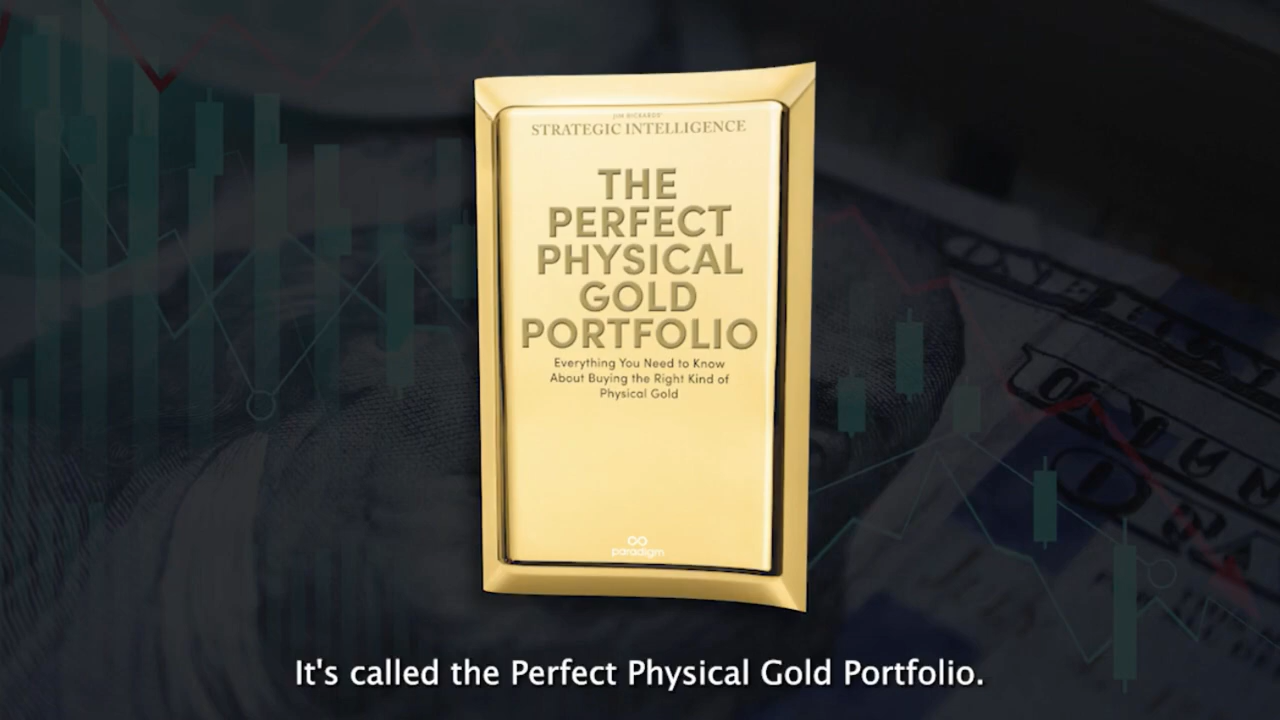 JIM RICKARDS'
STRATEGIC INTELLIGENCE
THE
PERFECT
PHYSICAL
GOLD
PORTFOLIO
Everything You Need to Know
About Buying the Right Kind of
Physical Gold
paradigm
It's called the Perfect Physical Gold Portfolio.